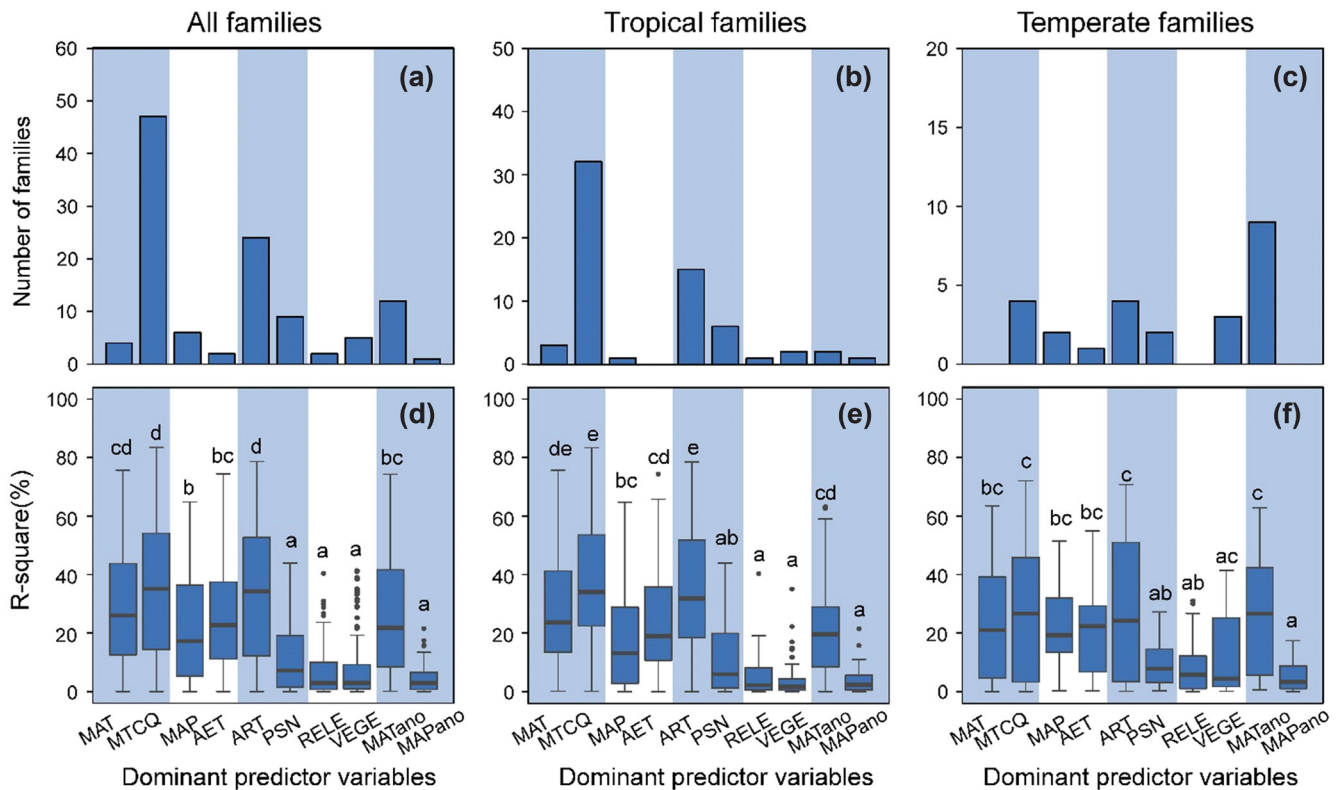 All families
Tropical families
Temperate families
Number of families
60
50
40
30
20
10
0
(a)
50
40
30
20
10
0
(b)
20
15
10
5
0
(c)
R-square(%)
100
80
60
40
20
0
(d)
cd
d
b
bc
d
a
a
a
bc
a
100
80
60
40
20
0
(e)
de
e
bc
cd
e
ab
a
a
cd
a
100
80
60
40
20
0
(f)
bc
c
bc
bc
c
ab
ab
ac
c
a
MAT
MTCQ
MAP
AET
ART
PSN
RELE
VEGE
MATano
MAPano
MAT
MTCQ
MAP
AET
ART
PSN
RELE
VEGE
MATano
MAPano
MAT
MTCQ
MAP
AET
ART
PSN
RELE
VEGE
MATano
MAPano
Dominant predictor variables
Dominant predictor variables
Dominant predictor variables